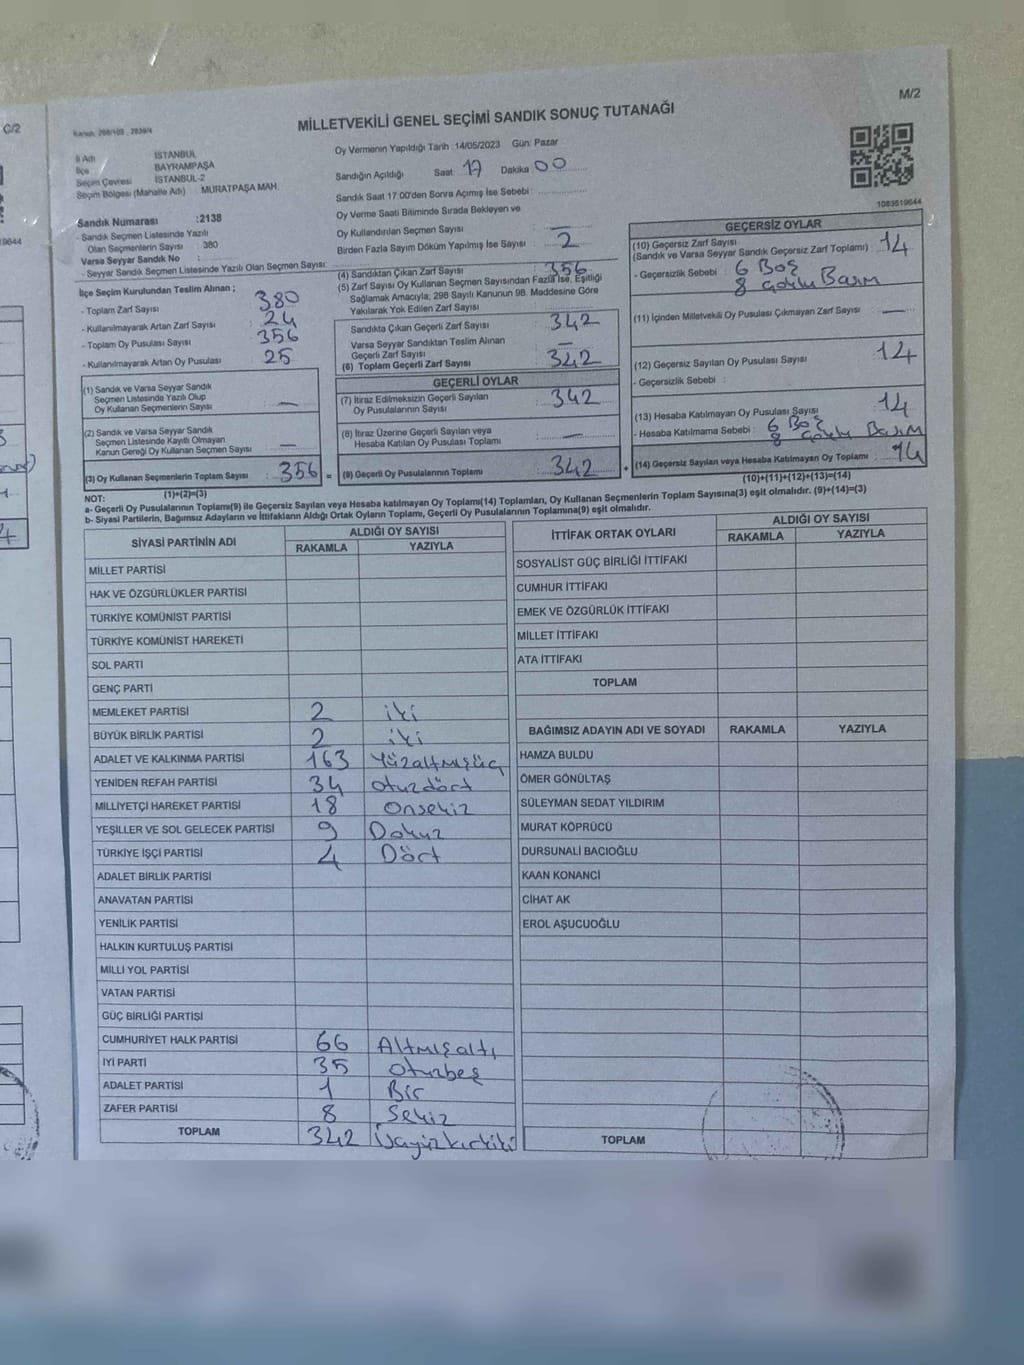 C/2
M/2
MİLLETVEKİLİ GENEL SEÇİMİ SANDIK SONUÇ TUTANAĞI
İl Adı İSTANBUL
İlçe BAYRAMPAŞA
Seçim Çevresi İSTANBUL-2
Seçim Bölgesi (Mahalle Adı) : MURATPAŞA MAH.
Sandık Numarası :2138
- Sandık Seçmen Listesinde Yazılı
Olan Seçmenlerin Sayısı : 380
Varsa Seyyar Sandık No :
- Seyyar Sandık Seçmen Listesinde Yazılı Olan Seçmen Sayısı:
İlçe Seçim Kurulundan Teslim Alınan ;
- Toplam Zarf Sayısı 380
- Kullanılmayarak Artan Zarf Sayısı : 24
- Toplam Oy Pusulası Sayısı : 356
- Kullanılmayarak Artan Oy Pusulası : 25
(1) Sandık ve Varsa Seyyar Sandık
Seçmen Listesinde Yazılı Olup
Oy Kullanan Seçmenlerin Sayısı : —
(2) Sandık ve Varsa Seyyar Sandık
Seçmen Listesinde Kayıtlı Olmayan
Kanun Gereği Oy Kullanan Seçmen Sayısı : —
(3) Oy Kullanan Seçmenlerin Toplam Sayısı : 356
(1)+(2)=(3)
Oy Vermenin Yapıldığı Tarih : 14/05/2023 Gün: Pazar
Sandığın Açıldığı Saat : 17 Dakika 00
Sandık Saat 17:00'den Sonra Açılmış İse Sebebi :
Oy Verme Saati Bitiminde Sırada Bekleyen ve
Oy Kullandırılan Seçmen Sayısı : —
Birden Fazla Sayım Döküm Yapılmış İse Sayısı : 2
(4) Sandıktan Çıkan Zarf Sayısı : 356
(5) Zarf Sayısı Oy Kullanan Seçmen Sayısından Fazla İse, Eşitliği
Sağlamak Amacıyla; 298 Sayılı Kanunun 98. Maddesine Göre
Yakılarak Yok Edilen Zarf Sayısı :
Sandıkta Çıkan Geçerli Zarf Sayısı : 342
Varsa Seyyar Sandıktan Teslim Alınan
Geçerli Zarf Sayısı : —
(6) Toplam Geçerli Zarf Sayısı : 342
GEÇERLİ OYLAR
(7) İtiraz Edilmeksizin Geçerli Sayılan
Oy Pusulalarının Sayısı : 342
(8) İtiraz Üzerine Geçerli Sayılan veya
Hesaba Katılan Oy Pusulası Toplamı : —
= (9) Geçerli Oy Pusulalarının Toplamı : 342 +
1083619644
GEÇERSİZ OYLAR
(10) Geçersiz Zarf Sayısı
(Sandık ve Varsa Seyyar Sandık Geçersiz Zarf Toplamı) : 14
- Geçersizlik Sebebi : 6 Boş
8 Çoklu Basım
(11) İçinden Milletvekili Oy Pusulası Çıkmayan Zarf Sayısı : —
(12) Geçersiz Sayılan Oy Pusulası Sayısı : 14
- Geçersizlik Sebebi :
(13) Hesaba Katılmayan Oy Pusulası Sayısı : 14
- Hesaba Katılmama Sebebi : 6 Boş
8 Çoklu Basım
(14) Geçersiz Sayılan veya Hesaba Katılmayan Oy Toplamı : 14
(10)+(11)+(12)+(13)=(14)
NOT:
a- Geçerli Oy Pusulalarının Toplamı(9) ile Geçersiz Sayılan veya Hesaba katılmayan Oy Toplamı(14) Toplamları, Oy Kullanan Seçmenlerin Toplam Sayısına(3) eşit olmalıdır. (9)+(14)=(3)
b- Siyasi Partilerin, Bağımsız Adayların ve İttifakların Aldığı Ortak Oyların Toplamı, Geçerli Oy Pusulalarının Toplamına(9) eşit olmalıdır.
SİYASİ PARTİNİN ADI ALDIĞI OY SAYISI
RAKAMLA YAZIYLA
MİLLET PARTİSİ
HAK VE ÖZGÜRLÜKLER PARTİSİ
TÜRKİYE KOMÜNİST PARTİSİ
TÜRKİYE KOMÜNİST HAREKETİ
SOL PARTİ
GENÇ PARTİ
MEMLEKET PARTİSİ 2 iki
BÜYÜK BİRLİK PARTİSİ 2 iki
ADALET VE KALKINMA PARTİSİ 163 Yüzaltmışüç
YENİDEN REFAH PARTİSİ 34 otuzdört
MİLLİYETÇİ HAREKET PARTİSİ 18 Onsekiz
YEŞİLLER VE SOL GELECEK PARTİSİ 9 Dokuz
TÜRKİYE İŞÇİ PARTİSİ 4 Dört
ADALET BİRLİK PARTİSİ
ANAVATAN PARTİSİ
YENİLİK PARTİSİ
HALKIN KURTULUŞ PARTİSİ
MİLLİ YOL PARTİSİ
VATAN PARTİSİ
GÜÇ BİRLİĞİ PARTİSİ
CUMHURİYET HALK PARTİSİ 66 Altmışaltı
İYİ PARTİ 35 otuzbeş
ADALET PARTİSİ 1 Bir
ZAFER PARTİSİ 8 Sekiz
TOPLAM 342 Üçyüzkırkiki
İTTİFAK ORTAK OYLARI ALDIĞI OY SAYISI
RAKAMLA YAZIYLA
SOSYALİST GÜÇ BİRLİĞİ İTTİFAKI
CUMHUR İTTİFAKI
EMEK VE ÖZGÜRLÜK İTTİFAKI
MİLLET İTTİFAKI
ATA İTTİFAKI
TOPLAM
BAĞIMSIZ ADAYIN ADI VE SOYADI RAKAMLA YAZIYLA
HAMZA BULDU
ÖMER GÖNÜLTAŞ
SÜLEYMAN SEDAT YILDIRIM
MURAT KÖPRÜCÜ
DURSUNALİ BACIOĞLU
KAAN KONANCİ
CİHAT AK
EROL AŞUCUOĞLU
TOPLAM